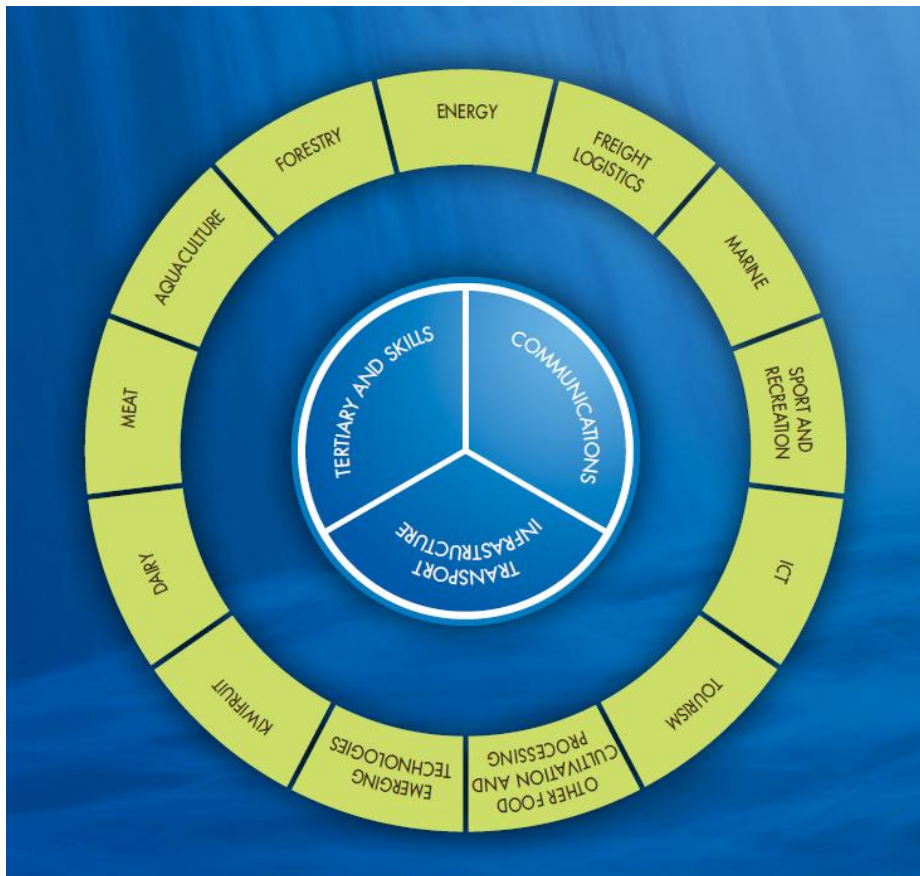 ENERGY
FREIGHT
LOGISTICS
MARINE
SPORT AND
RECREATION
ICT
TOURISM
OTHER FOOD
CULTIVATION AND
PROCESSING
EMERGING
TECHNOLOGIES
KIWIFRUIT
DAIRY
MEAT
AQUACULTURE
FORESTRY
TERTIARY AND SKILLS
COMMUNICATIONS
TRANSPORT
INFRASTRUCTURE